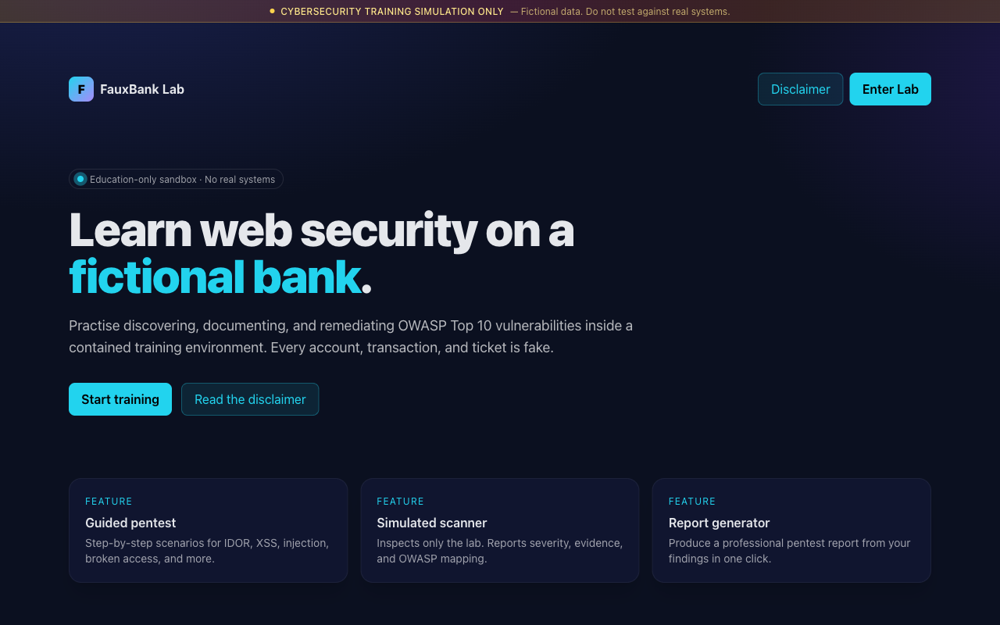 CYBERSECURITY TRAINING SIMULATION ONLY — Fictional data. Do not test against real systems.
F FauxBank Lab
Disclaimer
Enter Lab
Education-only sandbox · No real systems
Learn web security on a
fictional bank.
Practise discovering, documenting, and remediating OWASP Top 10 vulnerabilities inside a
contained training environment. Every account, transaction, and ticket is fake.
Start training
Read the disclaimer
FEATURE
Guided pentest
Step-by-step scenarios for IDOR, XSS, injection,
broken access, and more.
FEATURE
Simulated scanner
Inspects only the lab. Reports severity, evidence,
and OWASP mapping.
FEATURE
Report generator
Produce a professional pentest report from your
findings in one click.